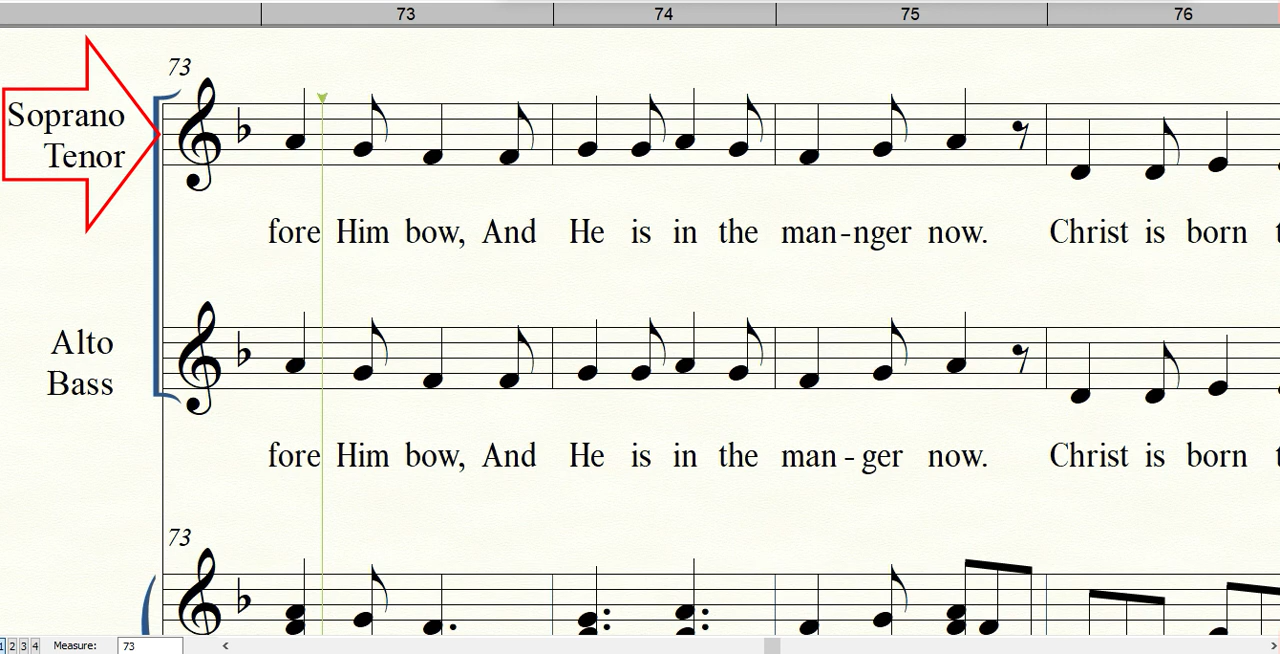 73 74 75 76
73
Soprano
Tenor
fore Him bow, And He is in the man-nger now. Christ is born
Alto
Bass
fore Him bow, And He is in the man - ger now. Christ is born
73
1 2 3 4 Measure: 73